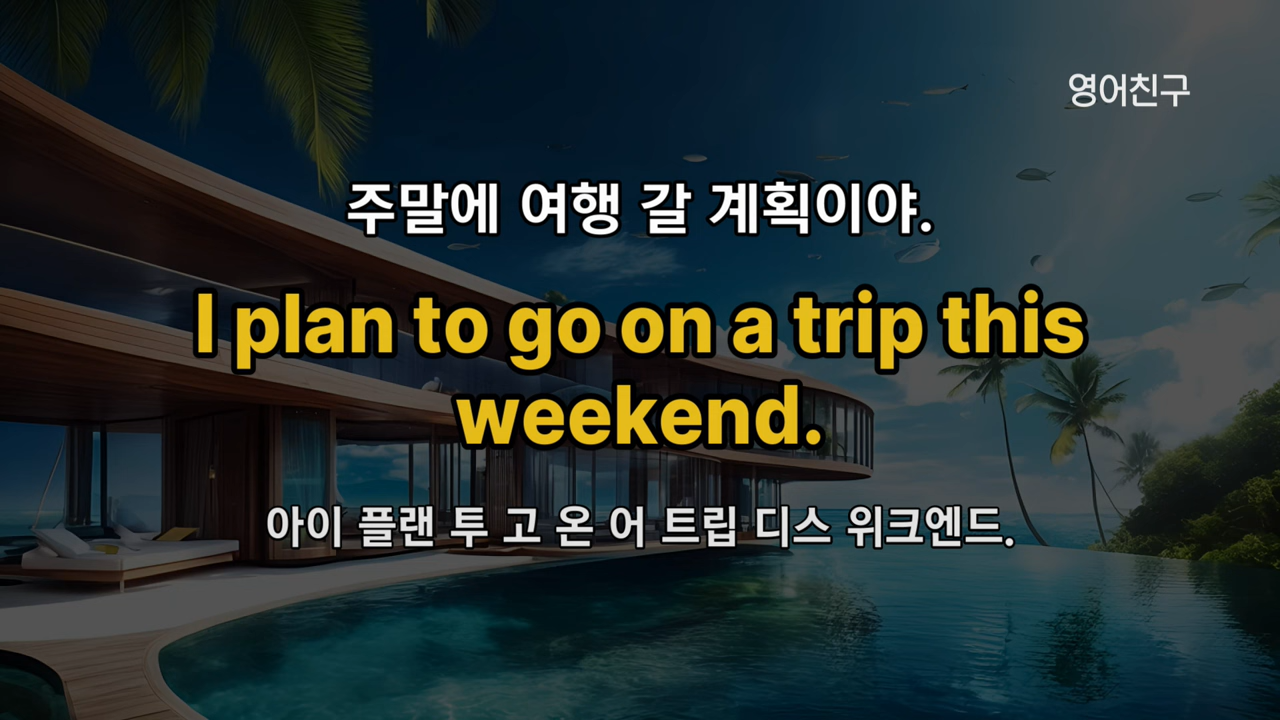 영어친구
주말에 여행 갈 계획이야.
I plan to go on a trip this
weekend.
아이 플랜 투 고 온 어 트립 디스 위크엔드.